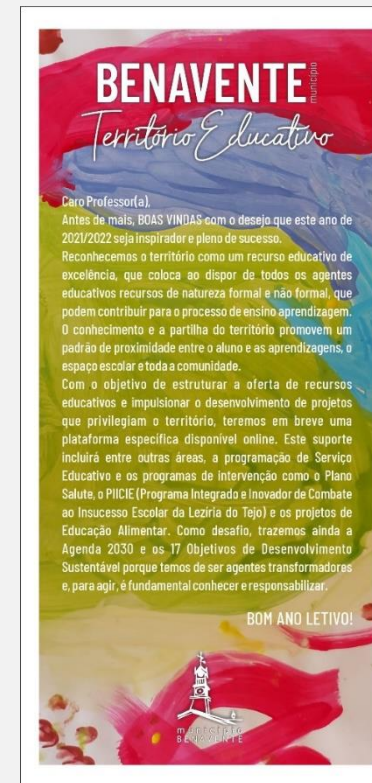 BENAVENTE
município
Território Educativo
Caro Professor(a),
Antes de mais, BOAS VINDAS com o desejo que este ano de
2021/2022 seja inspirador e pleno de sucesso.
Reconhecemos o território como um recurso educativo de
excelência, que coloca ao dispor de todos os agentes
educativos recursos de natureza formal e não formal, que
podem contribuir para o processo de ensino aprendizagem.
O conhecimento e a partilha do território promovem um
padrão de proximidade entre o aluno e as aprendizagens, o
espaço escolar e toda a comunidade.
Com o objetivo de estruturar a oferta de recursos
educativos e impulsionar o desenvolvimento de projetos
que privilegiam o território, teremos em breve uma
plataforma específica disponível online. Este suporte
incluirá entre outras áreas, a programação de Serviço
Educativo e os programas de intervenção como o Plano
Salute, o PIICIE (Programa Integrado e Inovador de Combate
ao Insucesso Escolar da Lezíria do Tejo) e os projetos de
Educação Alimentar. Como desafio, trazemos ainda a
Agenda 2030 e os 17 Objetivos de Desenvolvimento
Sustentável porque temos de ser agentes transformadores
e, para agir, é fundamental conhecer e responsabilizar.
BOM ANO LETIVO!
município
BENAVENTE